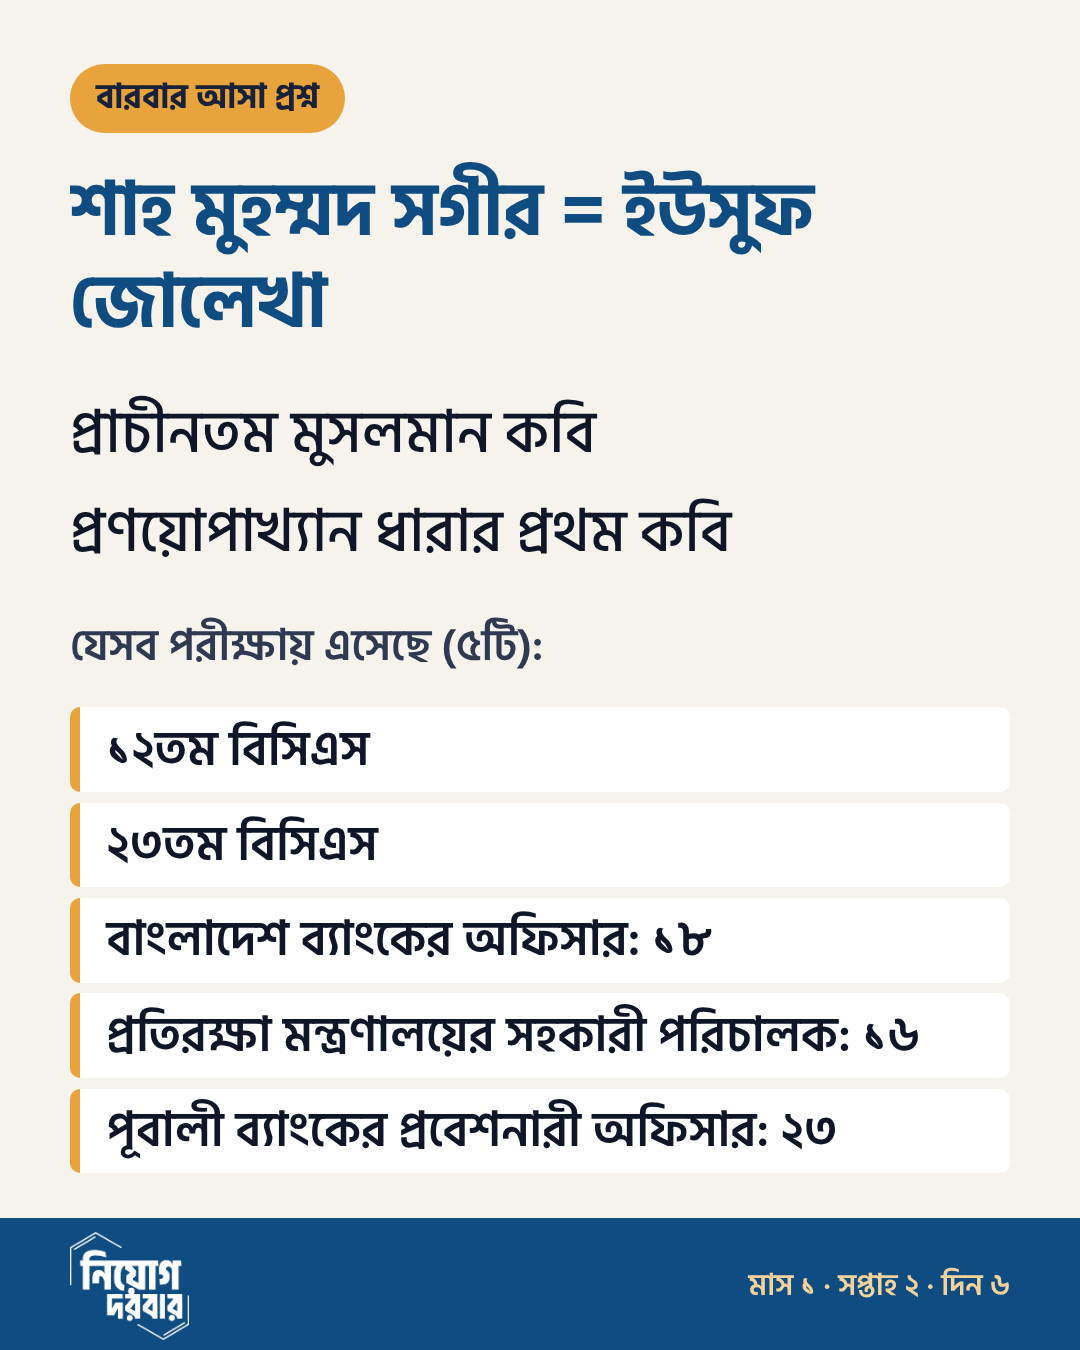 বারবার আসা প্রশ্ন
শাহ মুহম্মদ সগীর = ইউসুফ
জোলেখা
প্রাচীনতম মুসলমান কবি
প্রণয়োপাখ্যান ধারার প্রথম কবি
যেসব পরীক্ষায় এসেছে (৫টি):
১২তম বিসিএস
২৩তম বিসিএস
বাংলাদেশ ব্যাংকের অফিসার: ১৮
প্রতিরক্ষা মন্ত্রণালয়ের সহকারী পরিচালক: ১৬
পূবালী ব্যাংকের প্রবেশনারী অফিসার: ২৩
নিয়োগ
দরবার
মাস ১ · সপ্তাহ ২ · দিন ৬